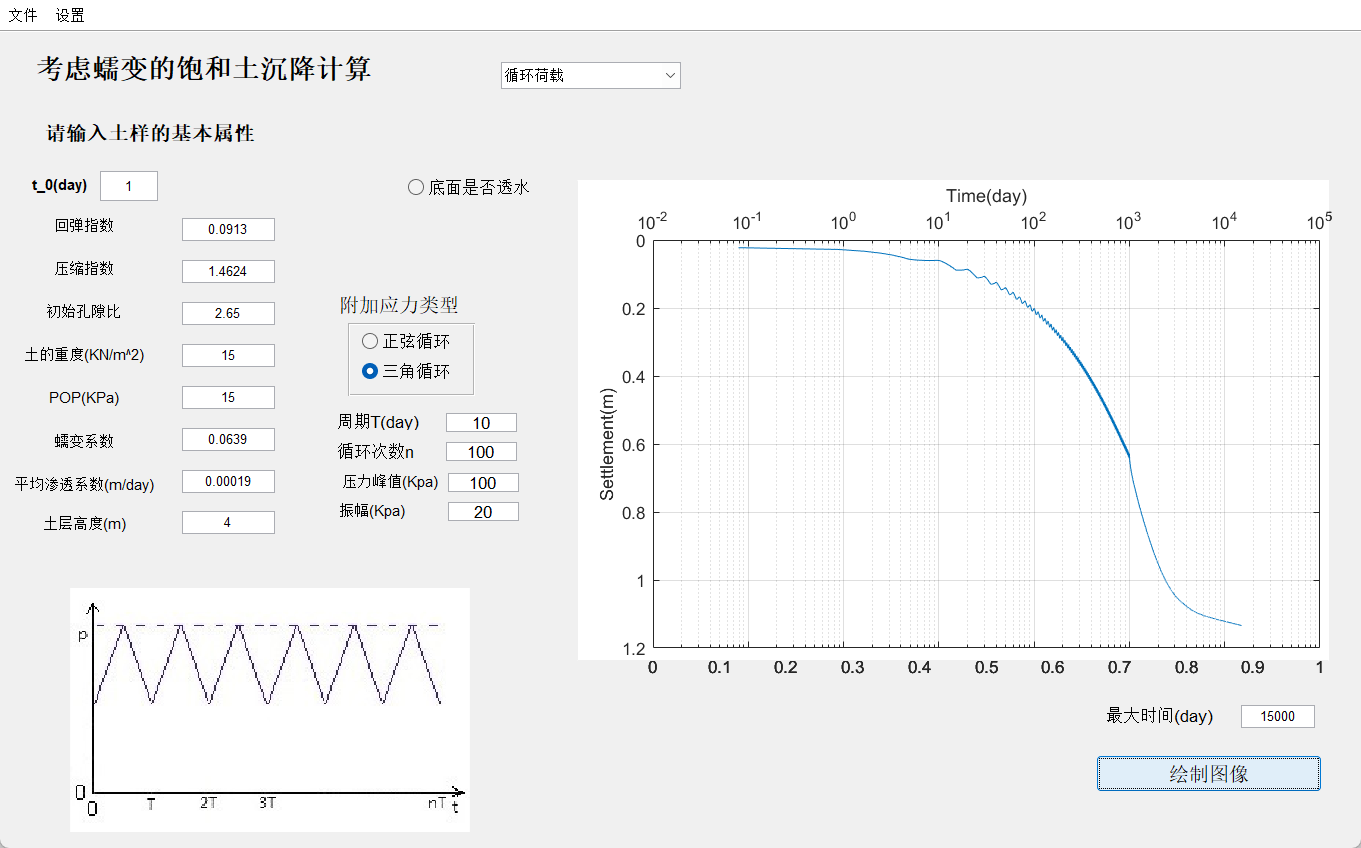 文件 设置
考虑蠕变的饱和土沉降计算
循环荷载
请输入土样的基本属性
t_0(day) 1
底面是否透水
回弹指数 0.0913
压缩指数 1.4624
初始孔隙比 2.65
土的重度(KN/m^2) 15
POP(KPa) 15
蠕变系数 0.0639
平均渗透系数(m/day) 0.00019
土层高度(m) 4
附加应力类型
正弦循环
三角循环
周期T(day) 10
循环次数n 100
压力峰值(Kpa) 100
振幅(Kpa) 20
Time(day)
10^-2 10^-1 10^0 10^1 10^2 10^3 10^4 10^5
0
0.2
0.4
0.6
0.8
1
1.2
Settlement(m)
0 0.1 0.2 0.3 0.4 0.5 0.6 0.7 0.8 0.9 1
p
0
0 T 2T 3T nT t
最大时间(day) 15000
绘制图像